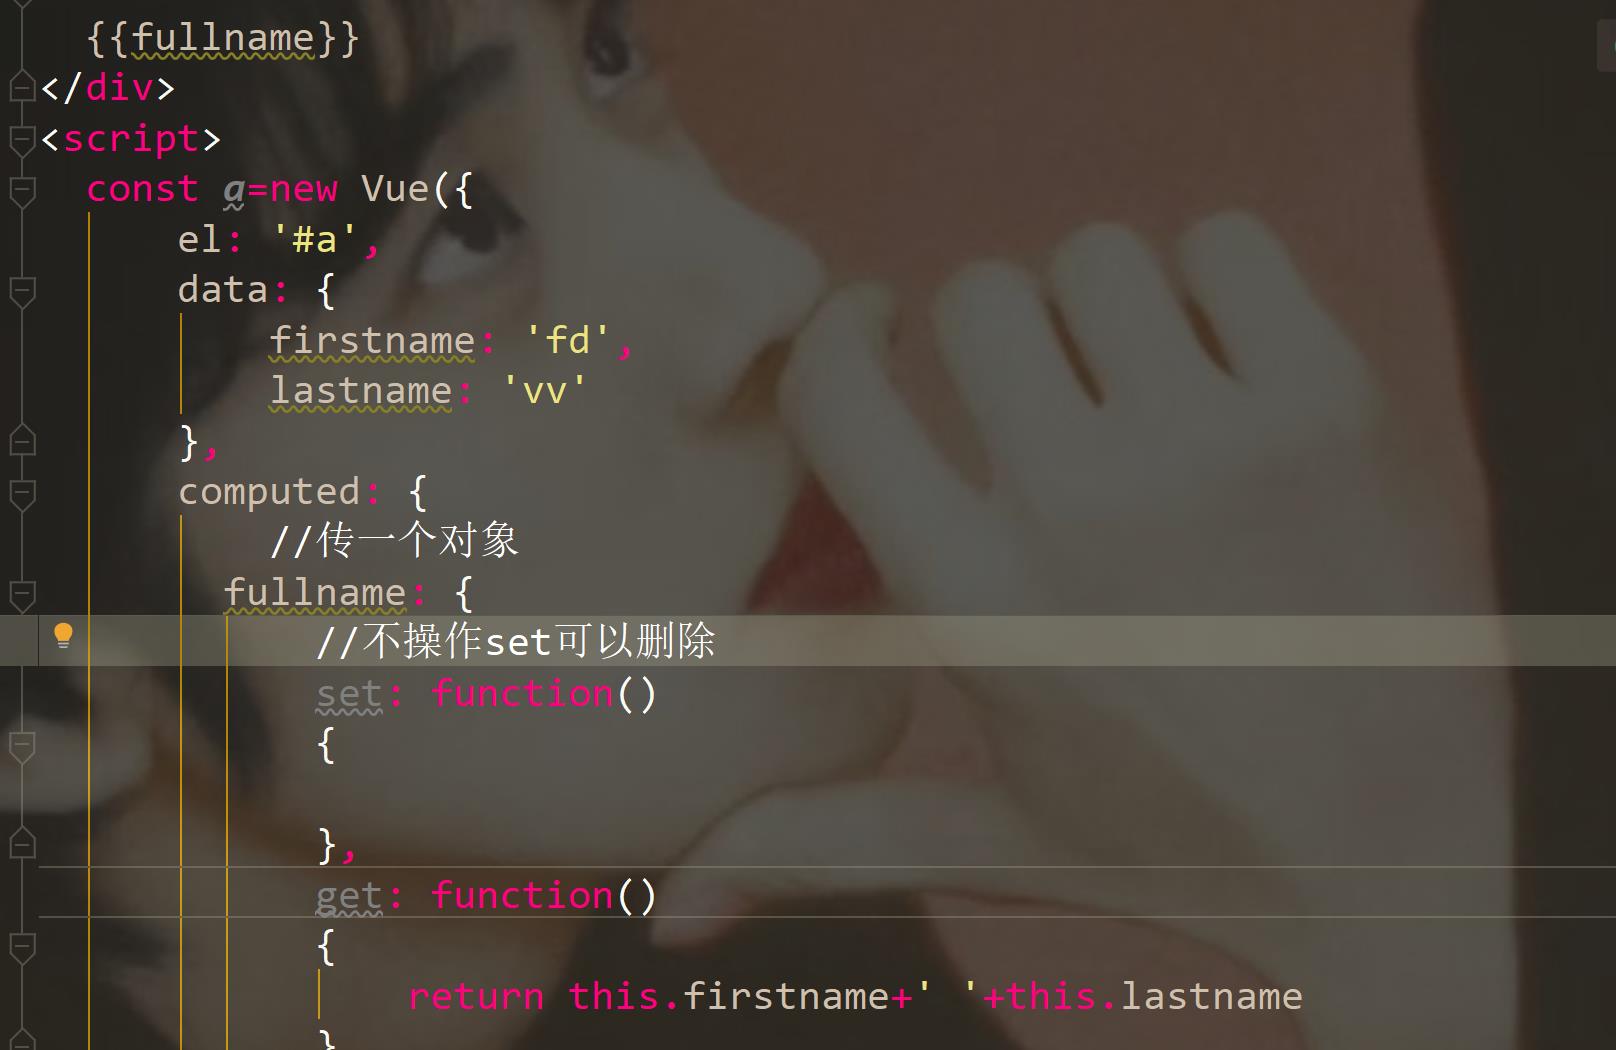 {{fullname}}
</div>
<script>
const a=new Vue({
el: '#a',
data: {
firstname: 'fd',
lastname: 'vv'
},
computed: {
//传一个对象
fullname: {
//不操作set可以删除
set: function()
{
},
get: function()
{
return this.firstname+' '+this.lastname
}